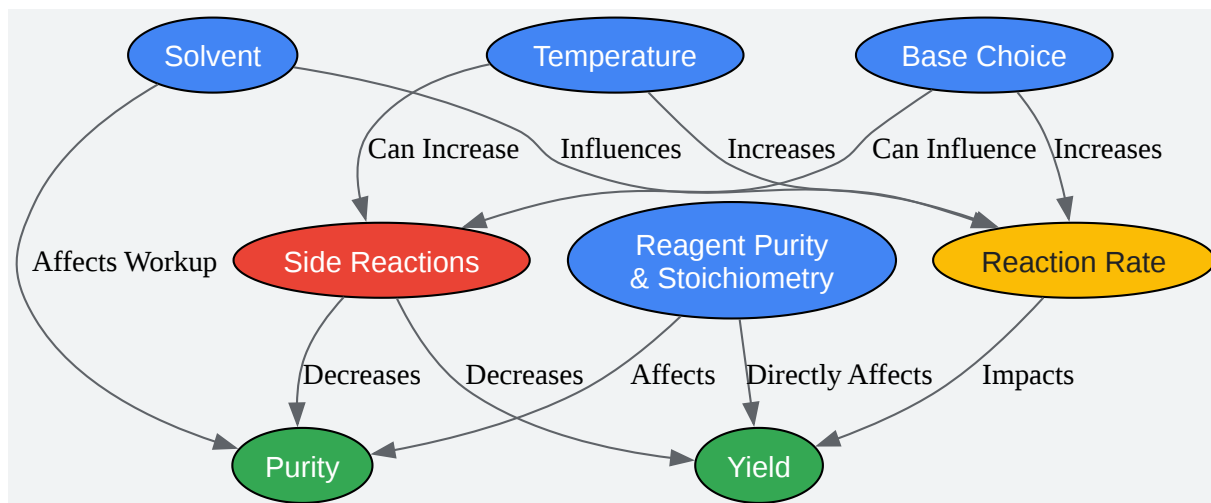 Solvent
Temperature
Base Choice
Can Increase
Influences
Increases
Can Influence
Increases
Affects Workup
Side Reactions
Reagent Purity
& Stoichiometry
Reaction Rate
Decreases
Decreases
Affects
Directly Affects
Impacts
Purity
Yield